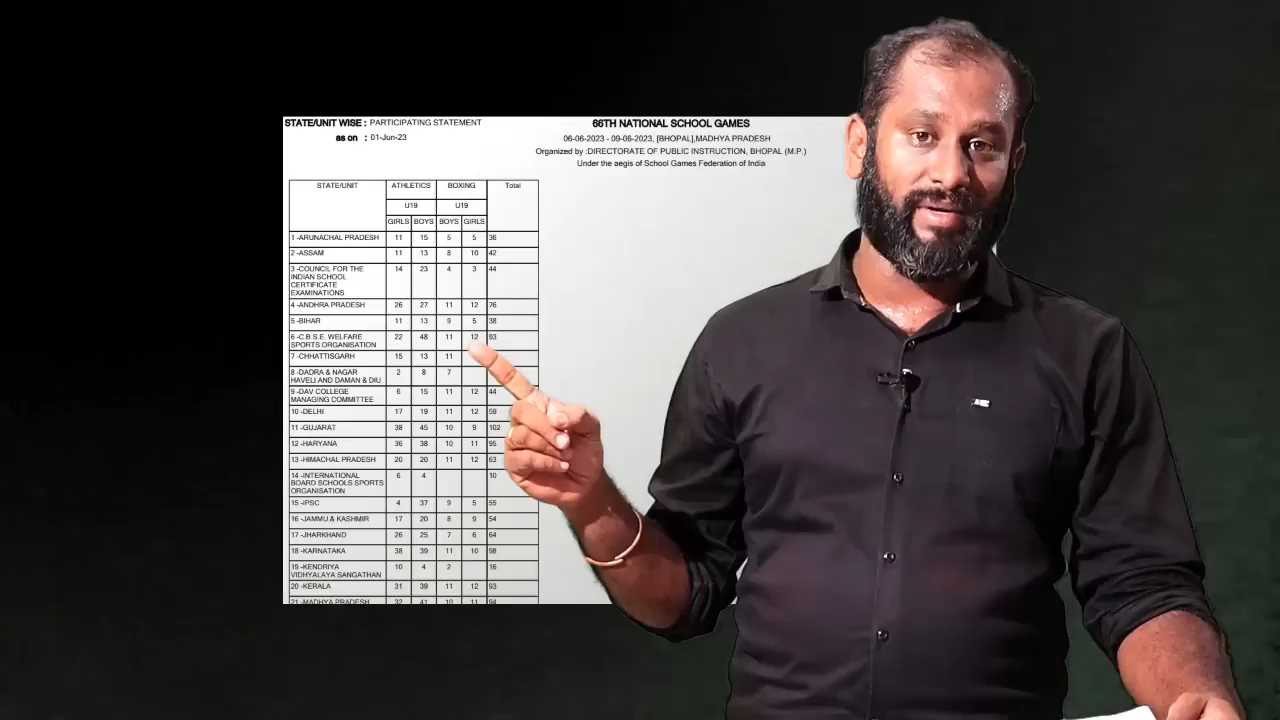 STATE/UNIT WISE : PARTICIPATING STATEMENT
as on : 01-Jun-23
66TH NATIONAL SCHOOL GAMES
06-06-2023 - 09-06-2023, [BHOPAL],MADHYA PRADESH
Organized by :DIRECTORATE OF PUBLIC INSTRUCTION, BHOPAL (M.P.)
Under the aegis of School Games Federation of India
STATE/UNIT ATHLETICS BOXING Total
U19 U19
GIRLS BOYS BOYS GIRLS
1 -ARUNACHAL PRADESH 11 15 5 5 36
2 -ASSAM 11 13 8 10 42
3 -COUNCIL FOR THE
INDIAN SCHOOL
CERTIFICATE
EXAMINATIONS 14 23 4 3 44
4 -ANDHRA PRADESH 26 27 11 12 76
5 -BIHAR 11 13 9 5 38
6 -C.B.S.E. WELFARE
SPORTS ORGANISATION 22 48 11 12 93
7 -CHHATTISGARH 15 13 11
8 -DADRA & NAGAR
HAVELI AND DAMAN & DIU 2 8 7
9 -DAV COLLEGE
MANAGING COMMITTEE 6 15 11 12 44
10 -DELHI 17 19 11 12 59
11 -GUJARAT 38 45 10 9 102
12 -HARYANA 36 38 10 11 95
13 -HIMACHAL PRADESH 20 20 11 12 63
14 -INTERNATIONAL
BOARD SCHOOLS SPORTS
ORGANISATION 6 4 10
15 -IPSC 4 37 9 5 55
16 -JAMMU & KASHMIR 17 20 8 9 54
17 -JHARKHAND 26 25 7 6 64
18 -KARNATAKA 38 39 11 10 98
19 -KENDRIYA
VIDHYALAYA SANGATHAN 10 4 2 16
20 -KERALA 31 39 11 12 93
21 -MADHYA PRADESH 32 41 10 11 94